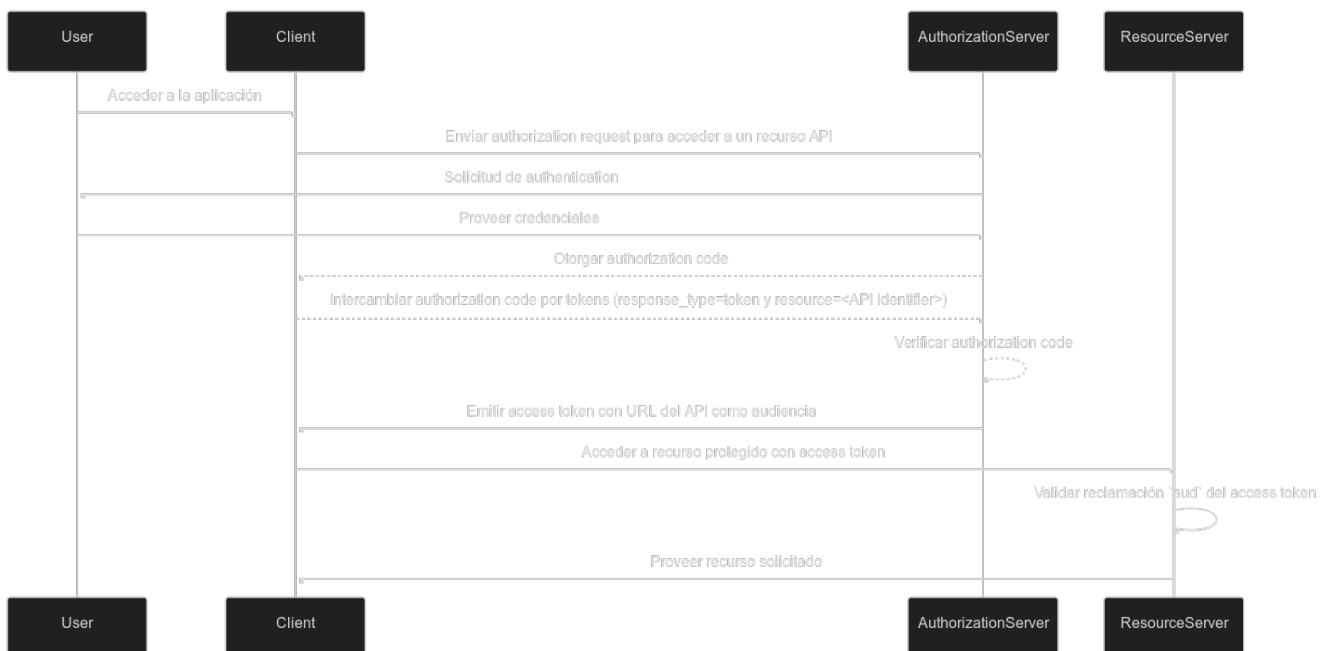 User
Client
AuthorizationServer
ResourceServer
Acceder a la aplicación
Enviar authorization request para acceder a un recurso API
Solicitud de authentication
Proveer credenciales
Otorgar authorization code
Intercambiar authorization code por tokens (response_type=token y resource=<API Identifier>)
Verificar authorization code
Emitir access token con URL del API como audiencia
Acceder a recurso protegido con access token
Validar reclamación `aud` del access token
Proveer recurso solicitado
User
Client
AuthorizationServer
ResourceServer